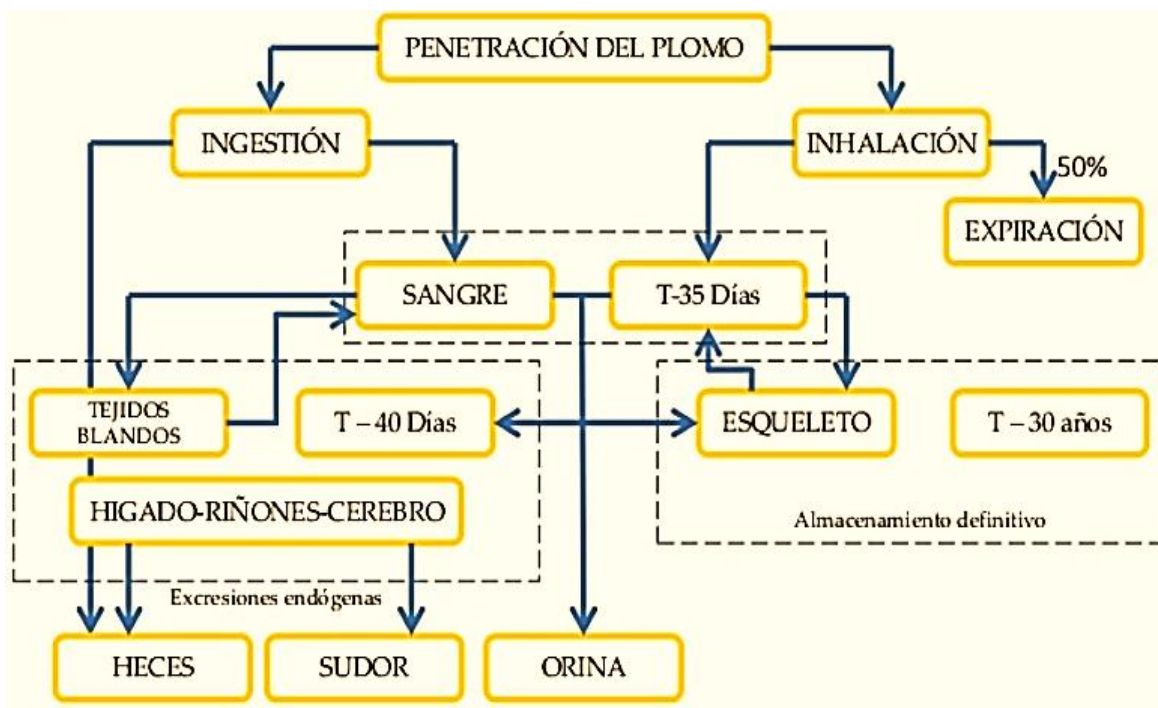 PENETRACIÓN DEL PLOMO
INGESTIÓN
INHALACIÓN
50%
EXPIRACIÓN
SANGRE
T-35 Días
TEJIDOS
BLANDOS
T – 40 Días
ESQUELETO
T – 30 años
HIGADO-RIÑONES-CEREBRO
Almacenamiento definitivo
Excresiones endógenas
HECES
SUDOR
ORINA